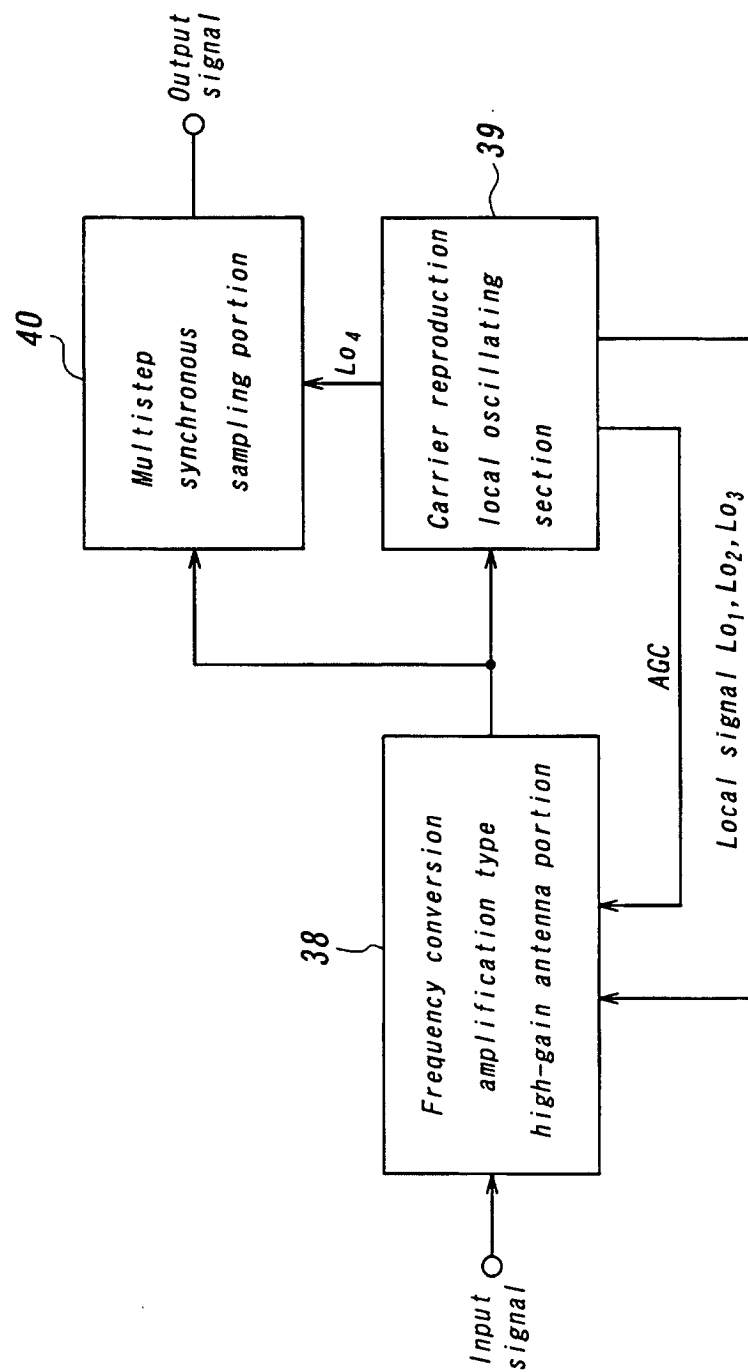 40
Multistep
synchronous
sampling portion
Output
signal
Lo4
39
Carrier reproduction
local oscillating
section
38
Frequency conversion
amplification type
high-gain antenna portion
Input
signal
AGC
Local signal Lo1, Lo2, Lo3